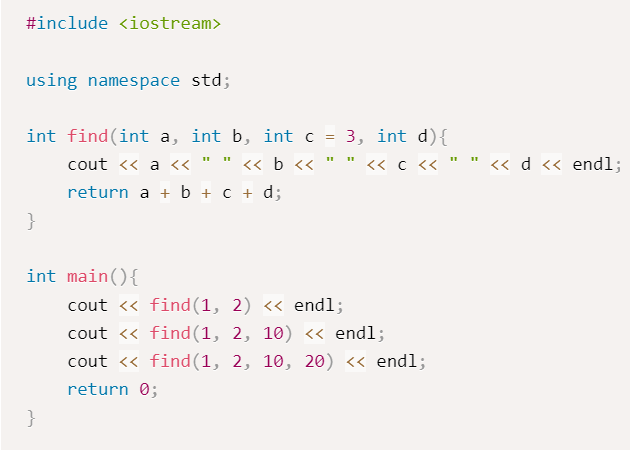 #include <iostream>
using namespace std;
int find(int a, int b, int c = 3, int d){
    cout << a << " " << b << " " << c << " " << d << endl;
    return a + b + c + d;
}
int main(){
    cout << find(1, 2) << endl;
    cout << find(1, 2, 10) << endl;
    cout << find(1, 2, 10, 20) << endl;
    return 0;
}